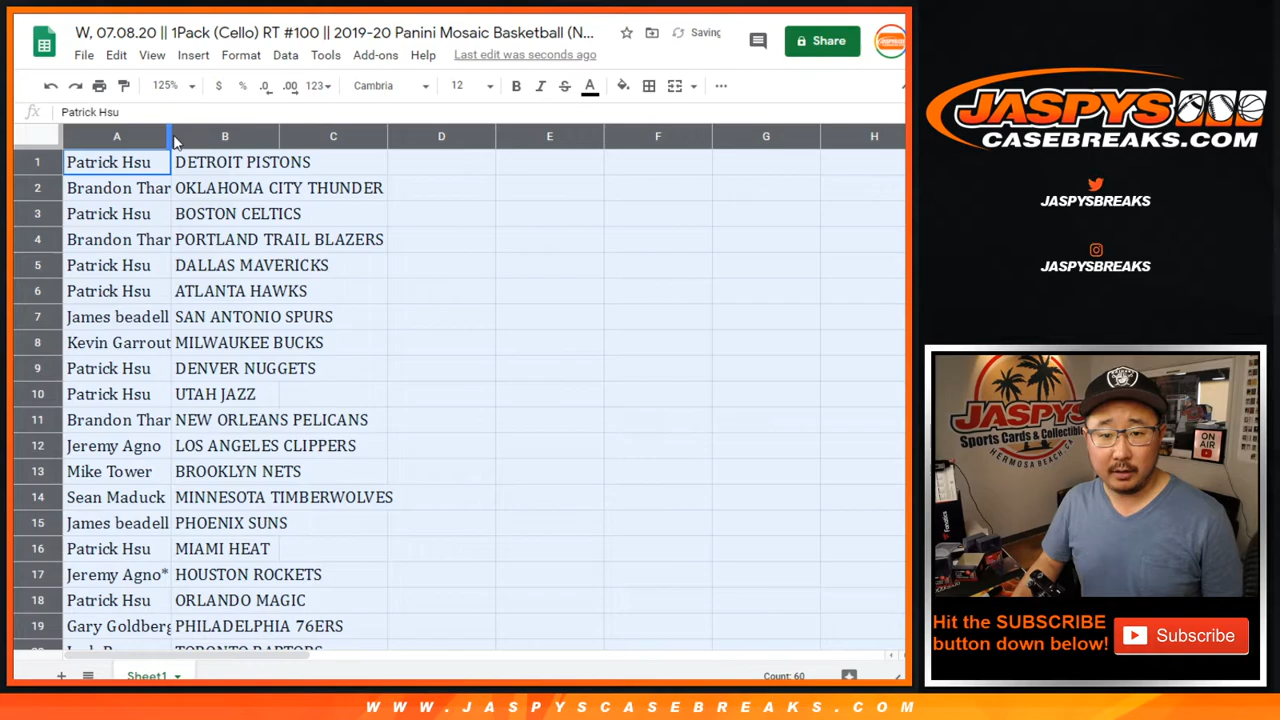 W, 07.08.20 || 1Pack (Cello) RT #100 || 2019-20 Panini Mosaic Basketball (N...
Saving
Share
File Edit View Insert Format Data Tools Add-ons Help Last edit was seconds ago
125% $ % .0 .00 123 Cambria 12 B I S A
fx Patrick Hsu
A B C D E F G H
1 Patrick Hsu DETROIT PISTONS
2 Brandon Thar OKLAHOMA CITY THUNDER
3 Patrick Hsu BOSTON CELTICS
4 Brandon Thar PORTLAND TRAIL BLAZERS
5 Patrick Hsu DALLAS MAVERICKS
6 Patrick Hsu ATLANTA HAWKS
7 James beadell SAN ANTONIO SPURS
8 Kevin Garrout MILWAUKEE BUCKS
9 Patrick Hsu DENVER NUGGETS
10 Patrick Hsu UTAH JAZZ
11 Brandon Thar NEW ORLEANS PELICANS
12 Jeremy Agno LOS ANGELES CLIPPERS
13 Mike Tower BROOKLYN NETS
14 Sean Maduck MINNESOTA TIMBERWOLVES
15 James beadell PHOENIX SUNS
16 Patrick Hsu MIAMI HEAT
17 Jeremy Agno* HOUSTON ROCKETS
18 Patrick Hsu ORLANDO MAGIC
19 Gary Goldberg PHILADELPHIA 76ERS
TORONTO RAPTORS
Sheet1
Count: 60
JASPYS
CASEBREAKS.COM
JASPYSBREAKS
JASPYSBREAKS
JASPYS
Sports Cards & Collectible
HERMOSA BEACH, CA
ON AIR
Fanatics
Hit the SUBSCRIBE
button down below!
Subscribe
WWW.JASPYSCASEBREAKS.COM